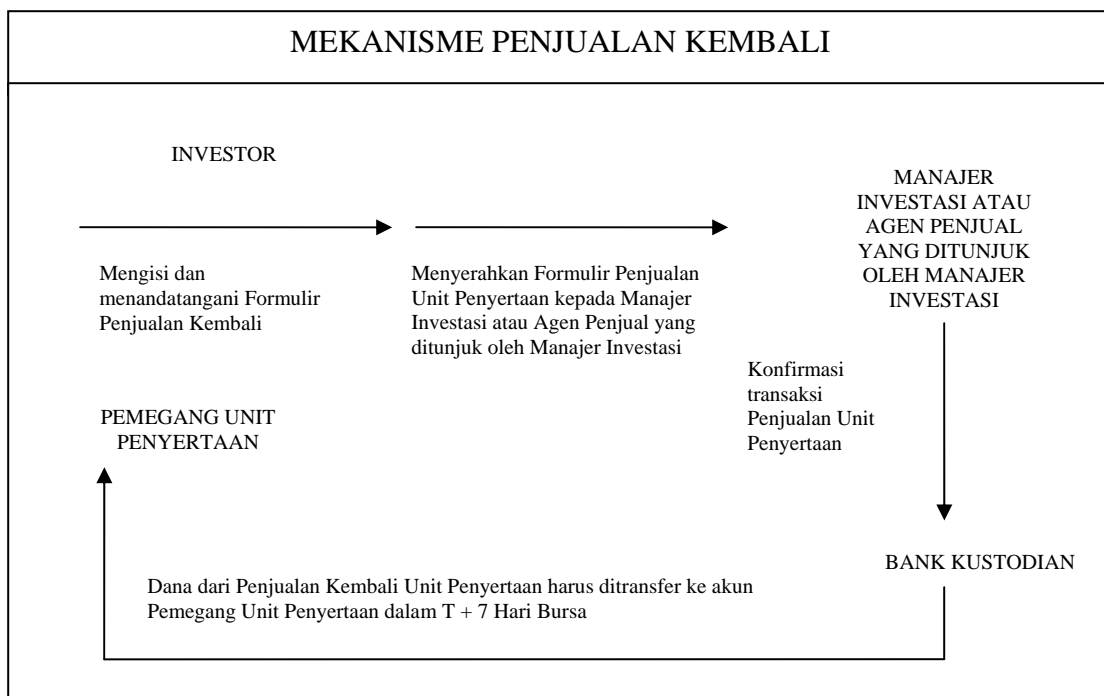 MEKANISME PENJUALAN KEMBALI
INVESTOR
MANAJER
INVESTASI ATAU
AGEN PENJUAL
YANG DITUNJUK
OLEH MANAJER
INVESTASI
Mengisi dan
menandatangani Formulir
Penjualan Kembali
Menyerahkan Formulir Penjualan
Unit Penyertaan kepada Manajer
Investasi atau Agen Penjual yang
ditunjuk oleh Manajer Investasi
Konfirmasi
transaksi
Penjualan Unit
Penyertaan
PEMEGANG UNIT
PENYERTAAN
BANK KUSTODIAN
Dana dari Penjualan Kembali Unit Penyertaan harus ditransfer ke akun
Pemegang Unit Penyertaan dalam T + 7 Hari Bursa